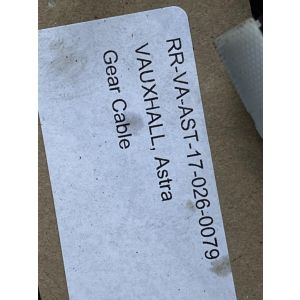 RR-VA-AST-17-026-0079
VAUXHALL, Astra
Gear Cable